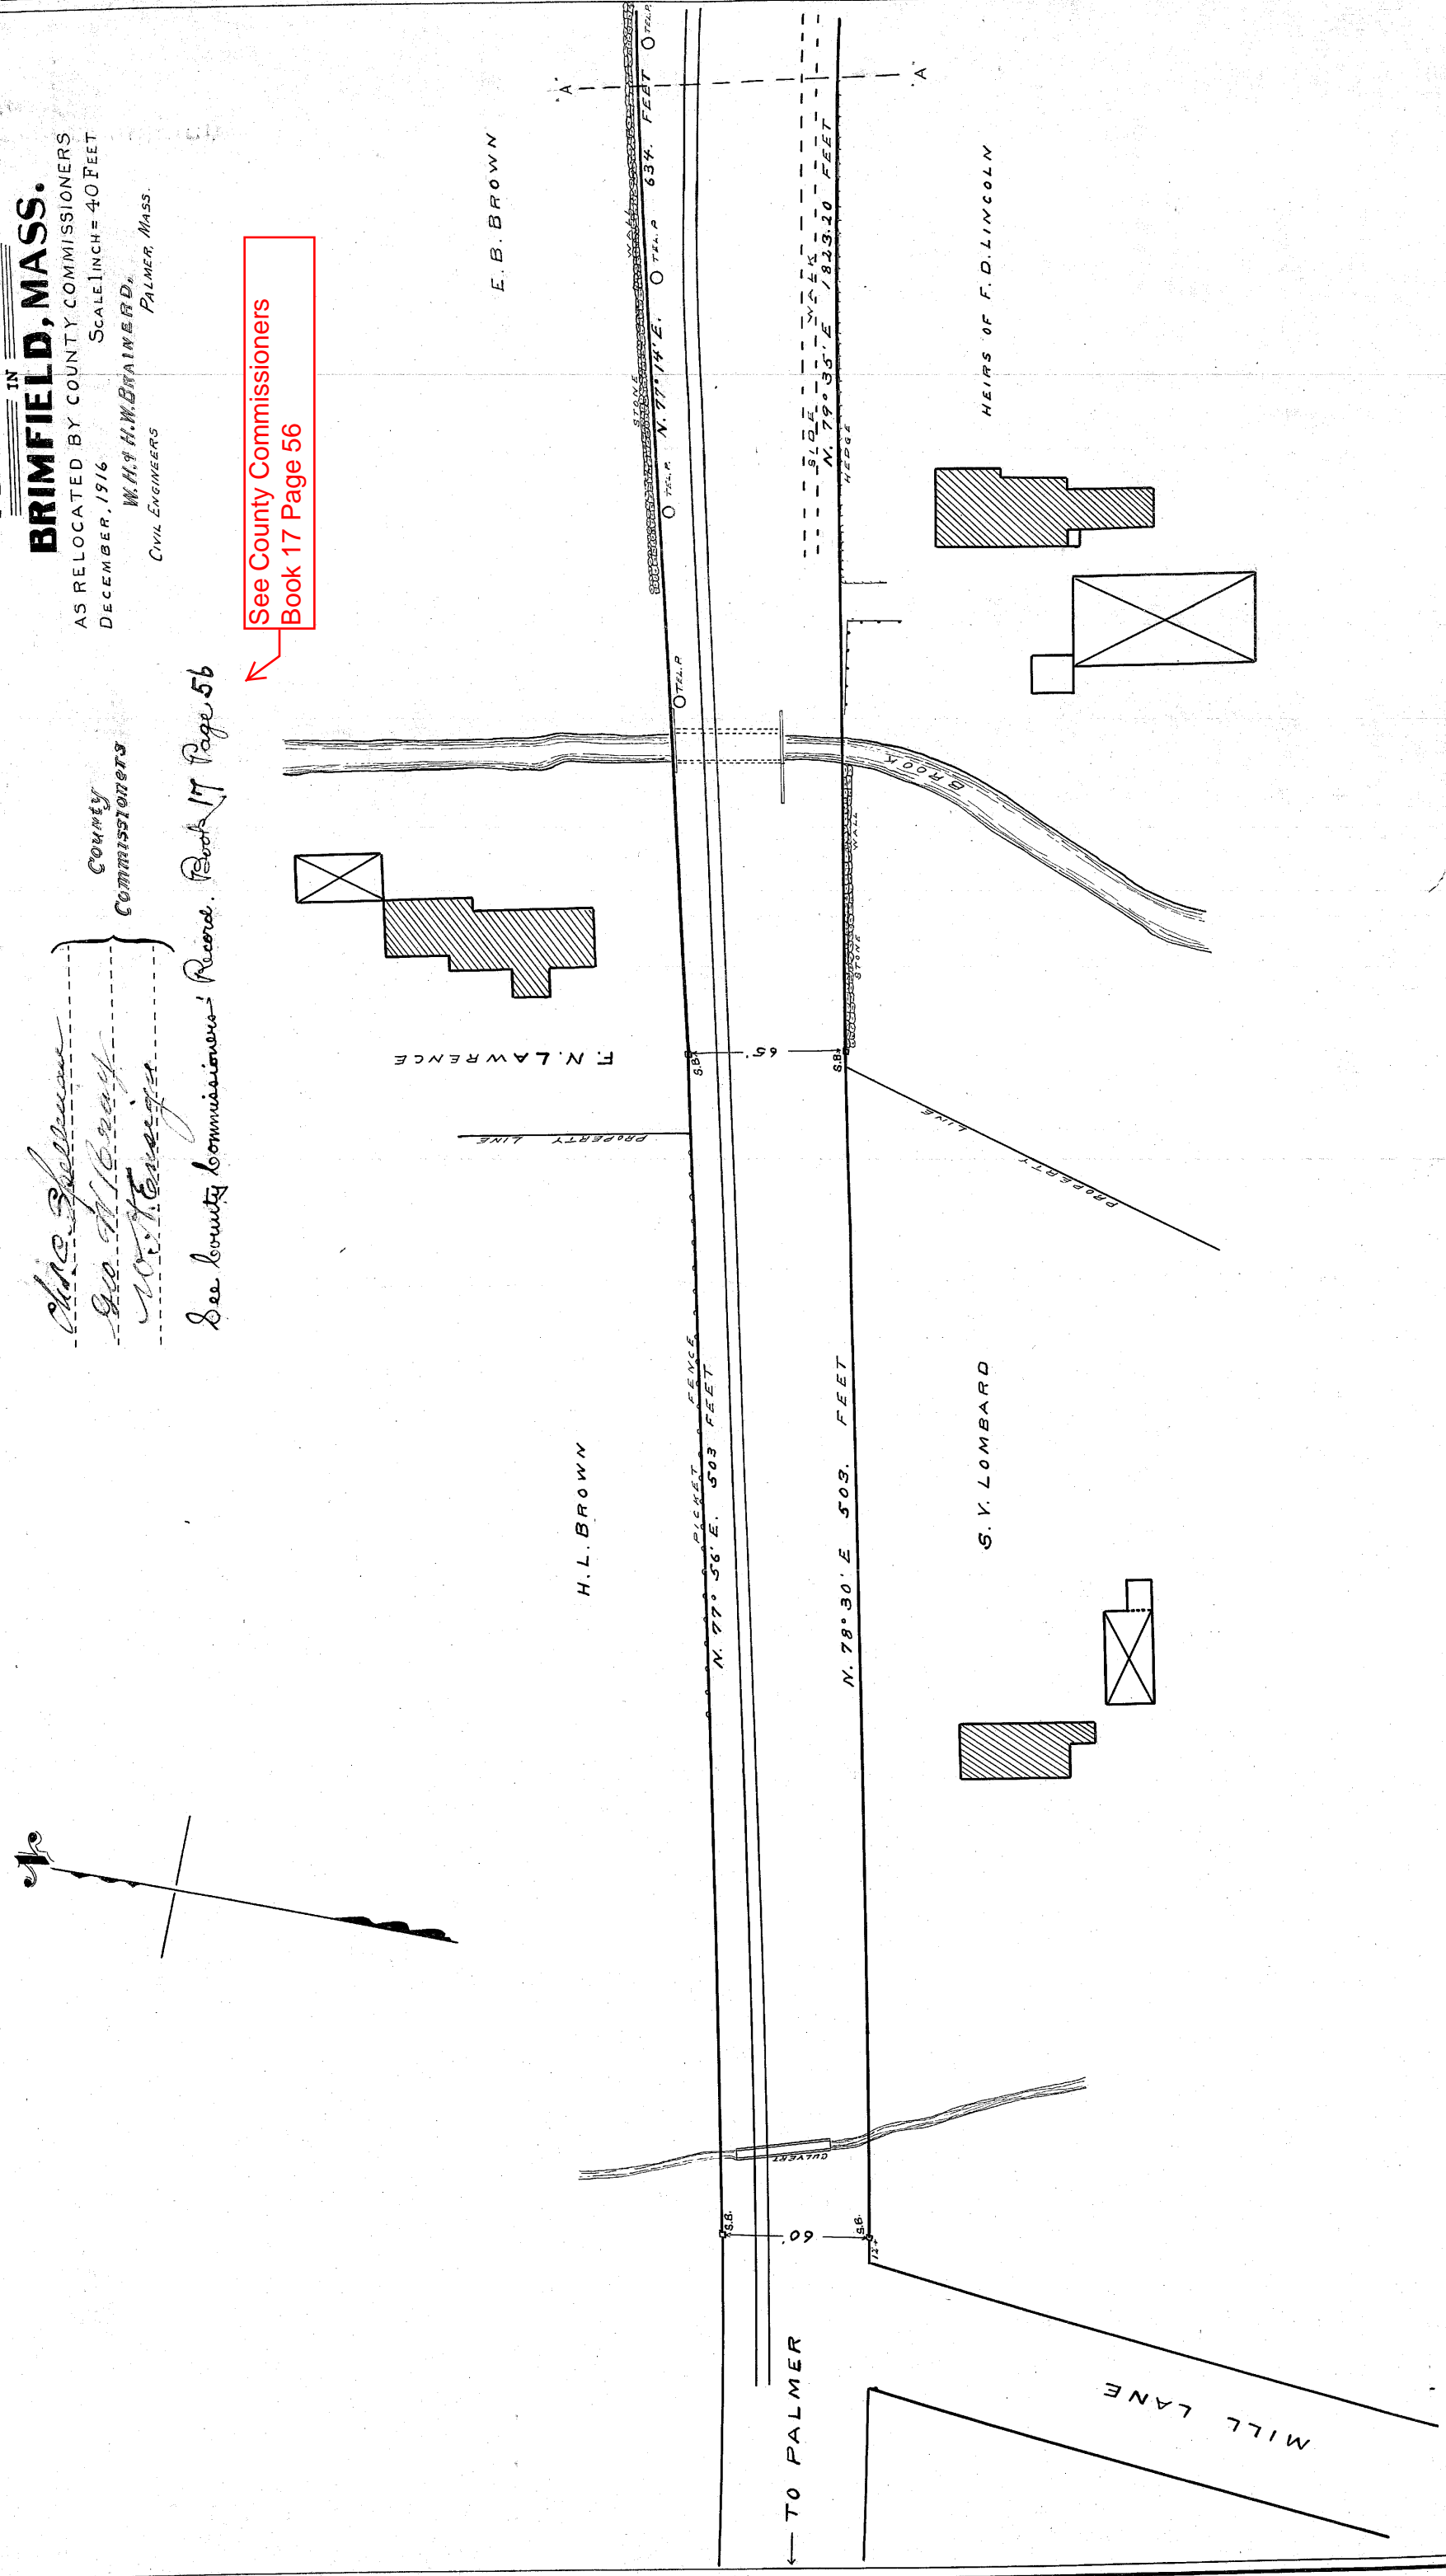 IN
BRIMFIELD, MASS.
AS RELOCATED BY COUNTY COMMISSIONERS
DECEMBER, 1916 SCALE 1 INCH = 40 FEET
W.H. & H.W. BRAINERD,
CIVIL ENGINEERS PALMER, MASS.
County
Commissioners
See County Commissioners' Record. Book 17 Page 56
See County Commissioners
Book 17 Page 56
E. B. BROWN
F. N. LAWRENCE
H. L. BROWN
PROPERTY LINE
STONE WALL
TEL. P.
TEL. P
TEL. P.
TEL. P
N. 77° 14' E. 634. FEET
"A"
"A"
PICKET FENCE
N. 77° 56' E. 503 FEET
S.B.
65'
S.B.
S.B.
60'
S.B.
12+
CULVERT
← TO PALMER
SIDE WALK
N. 79° 35' E 1823.20 FEET
HEDGE
BROOK
STONE WALL
N. 78° 30' E 503. FEET
PROPERTY LINE
HEIRS OF F. D. LINCOLN
S. V. LOMBARD
MILL LANE